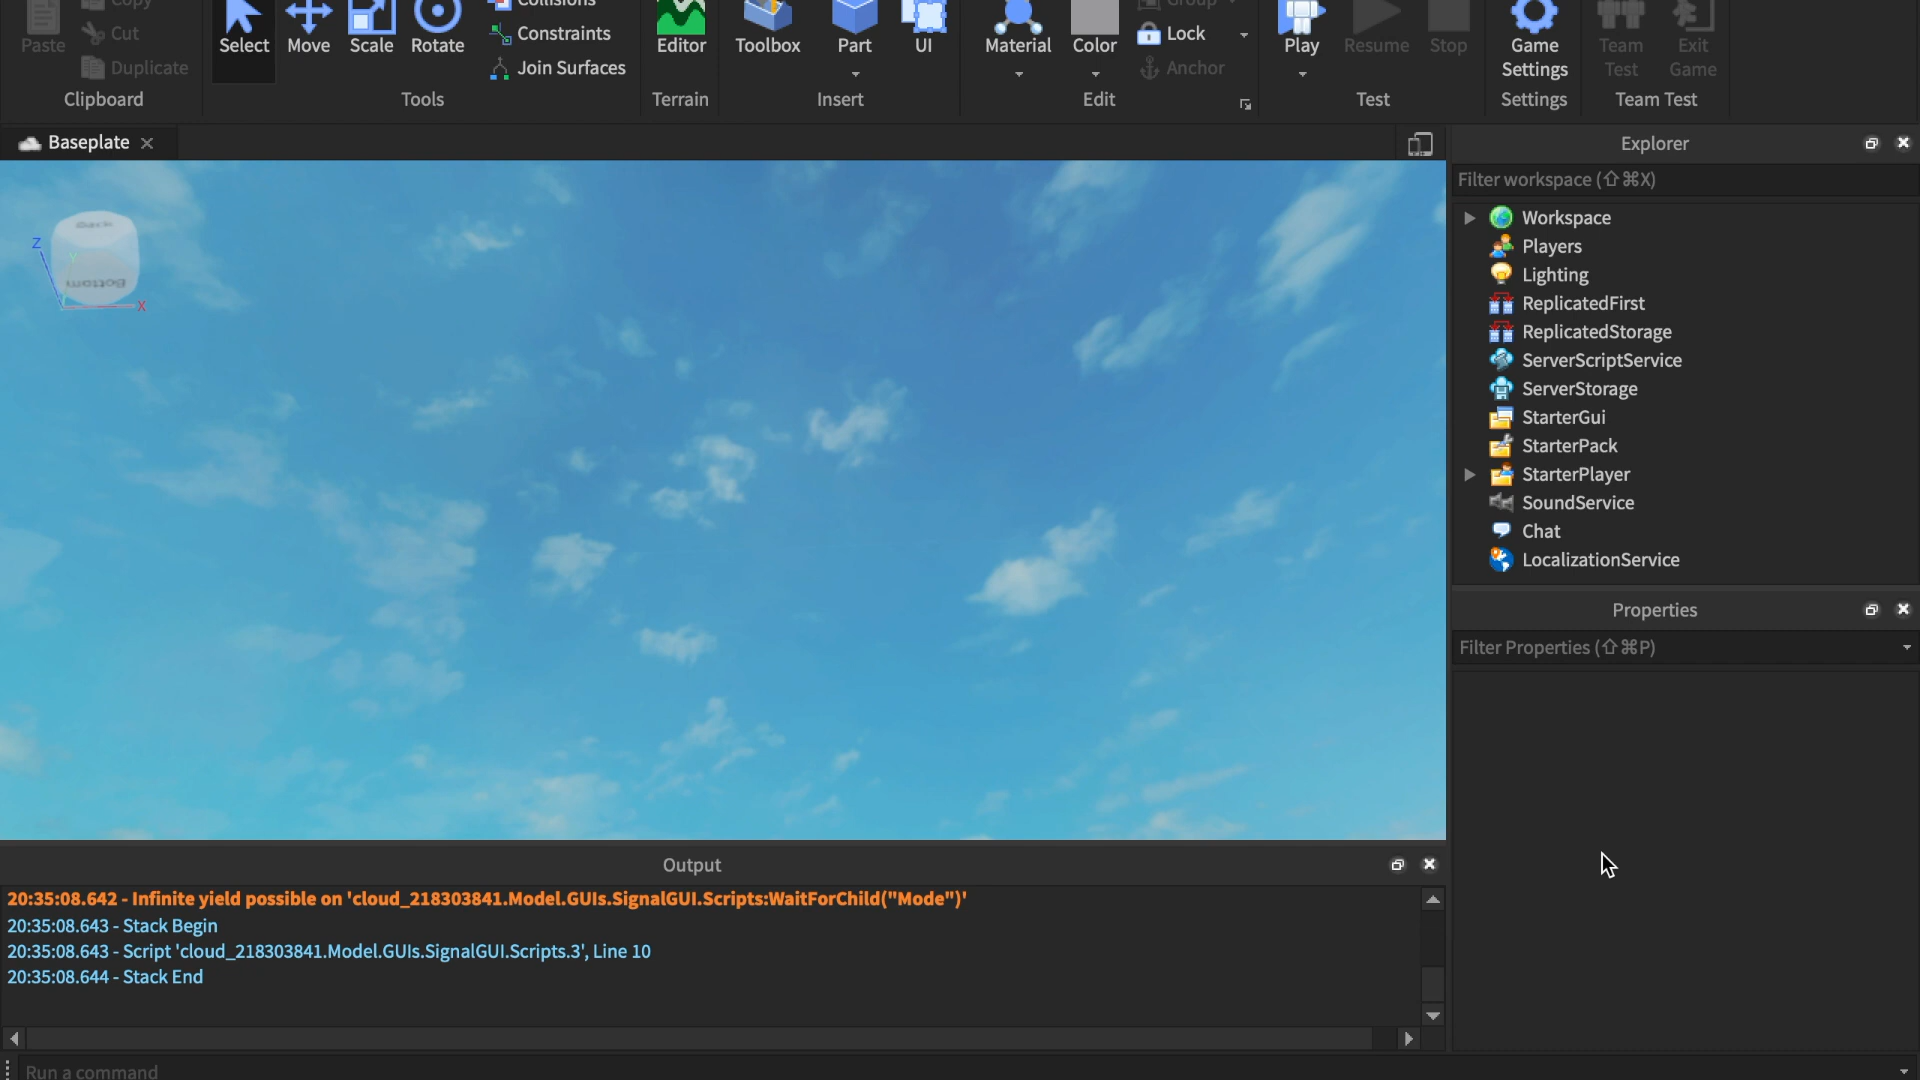 Copy
Collisions
Group
Paste
Cut
Select
Move
Scale
Rotate
Constraints
Editor
Toolbox
Part
UI
Material
Color
Lock
Play
Resume
Stop
Game
Settings
Team
Test
Exit
Game
Duplicate
Join Surfaces
Anchor
Clipboard
Tools
Terrain
Insert
Edit
Test
Settings
Team Test
Baseplate
Explorer
Filter workspace (⇧⌘X)
Workspace
Players
Lighting
ReplicatedFirst
ReplicatedStorage
ServerScriptService
ServerStorage
StarterGui
StarterPack
StarterPlayer
SoundService
Chat
LocalizationService
Back
Z
Y
Bottom
X
Properties
Filter Properties (⇧⌘P)
Output
20:35:08.642 - Infinite yield possible on 'cloud_218303841.Model.GUIs.SignalGUI.Scripts:WaitForChild("Mode")'
20:35:08.643 - Stack Begin
20:35:08.643 - Script 'cloud_218303841.Model.GUIs.SignalGUI.Scripts.3', Line 10
20:35:08.644 - Stack End
Run a command